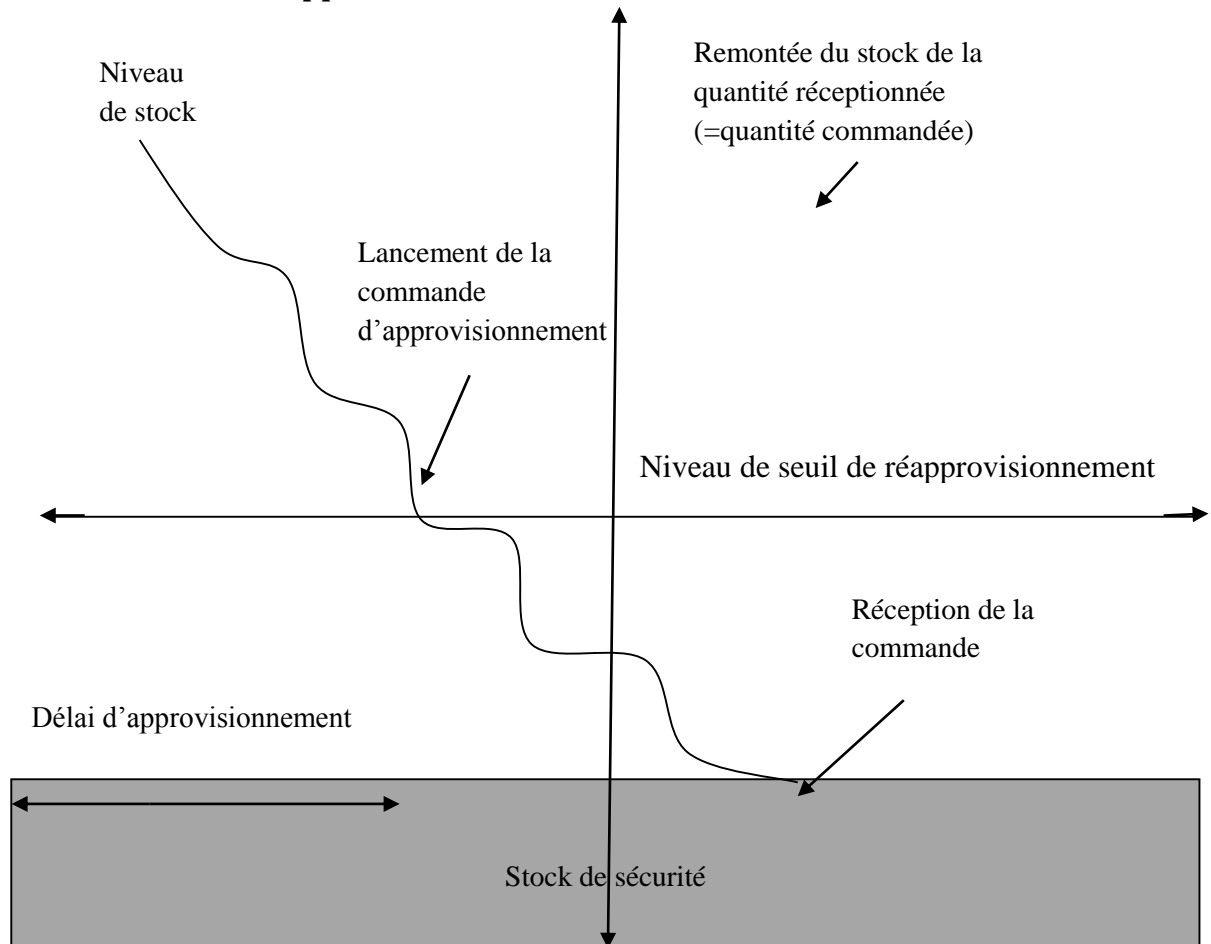 Niveau
de stock
Remontée du stock de la
quantité réceptionnée
(=quantité commandée)
Lancement de la
commande
d’approvisionnement
Niveau de seuil de réapprovisionnement
Réception de la
commande
Délai d’approvisionnement
Stock de sécurité